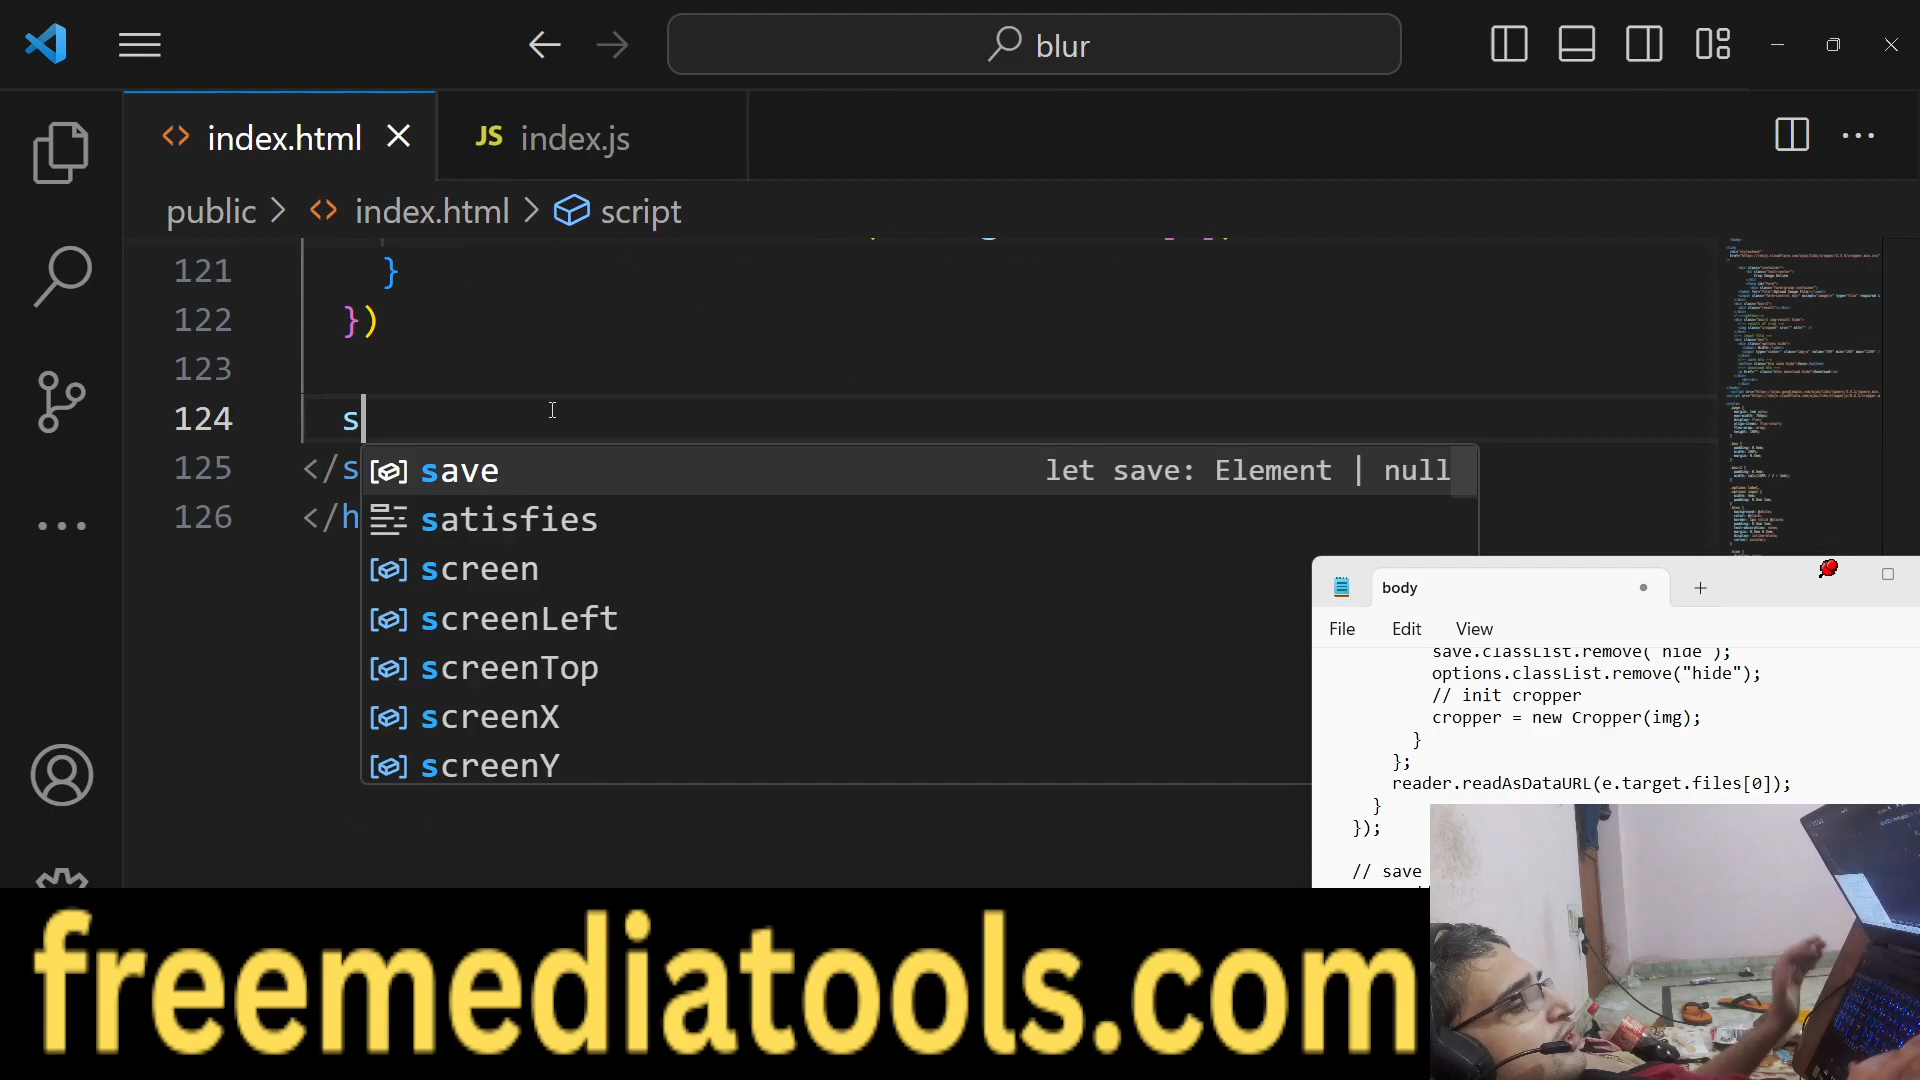 blur
index.html
JS index.js
public > index.html > script
121 }
122 })
123
124 s
125 </s
126 </h
save let save: Element | null
satisfies
screen
screenLeft
screenTop
screenX
screenY
body
File Edit View
save.classList.remove("hide");
options.classList.remove("hide");
// init cropper
cropper = new Cropper(img);
}
};
reader.readAsDataURL(e.target.files[0]);
}
});
// save
freemediatools.com